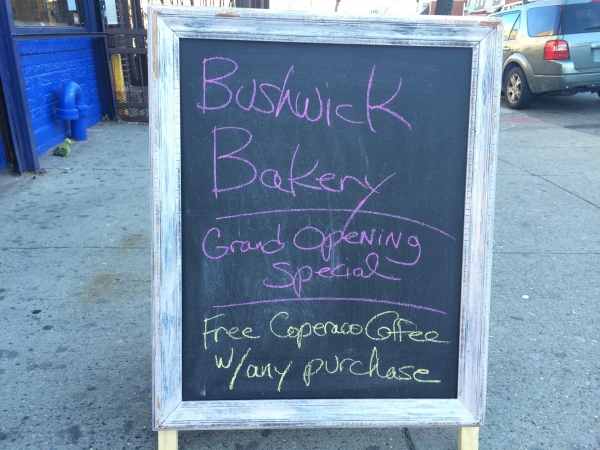 Bushwick
Bakery
Grand Opening
Special
Free Coperaco Coffee
w/any purchase